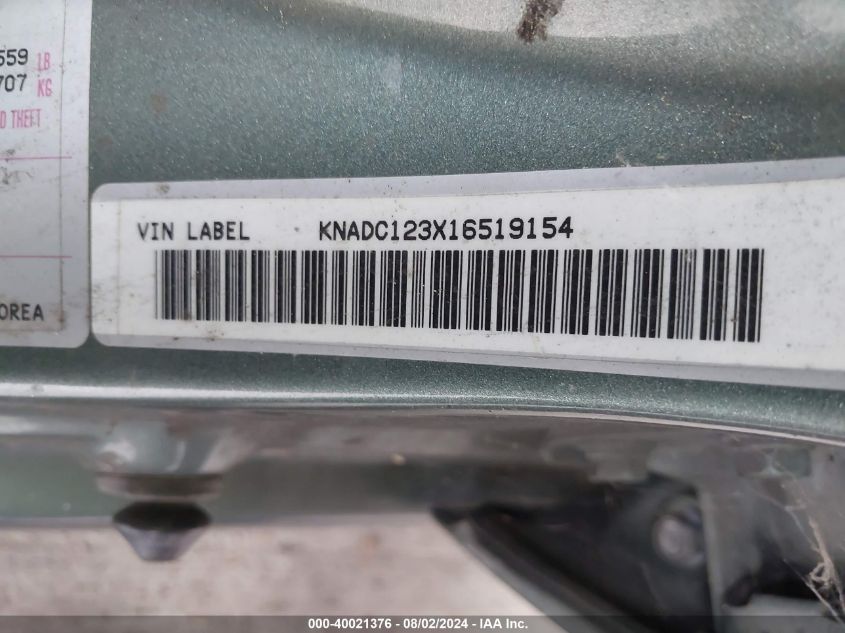 559 LB
707 KG
D THEFT
VIN LABEL KNADC123X16519154
OREA
000-40021376 - 08/02/2024 - IAA Inc.